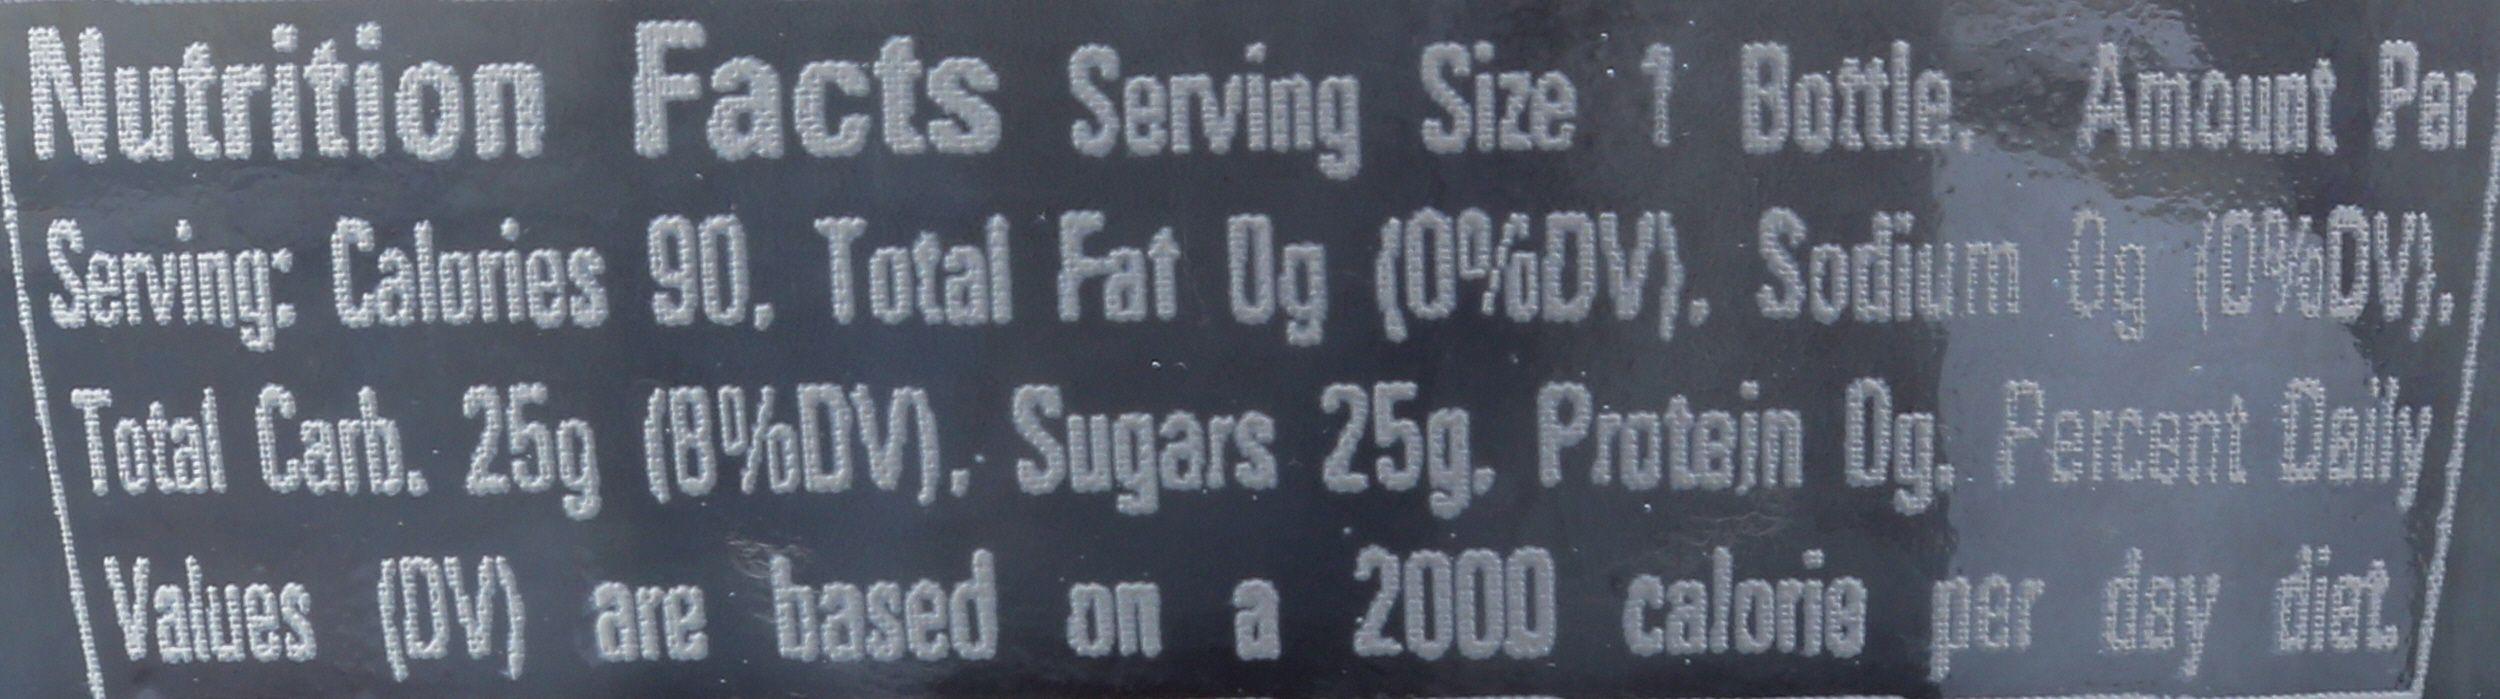 Nutrition Facts Serving Size 1 Bottle, Amount Per
Serving: Calories 90, Total Fat 0g (0%DV), Sodium 0g (0%DV),
Total Carb. 25g (8%DV), Sugars 25g, Protein 0g, Percent Daily
Values (DV) are based on a 2000 calorie per day diet.